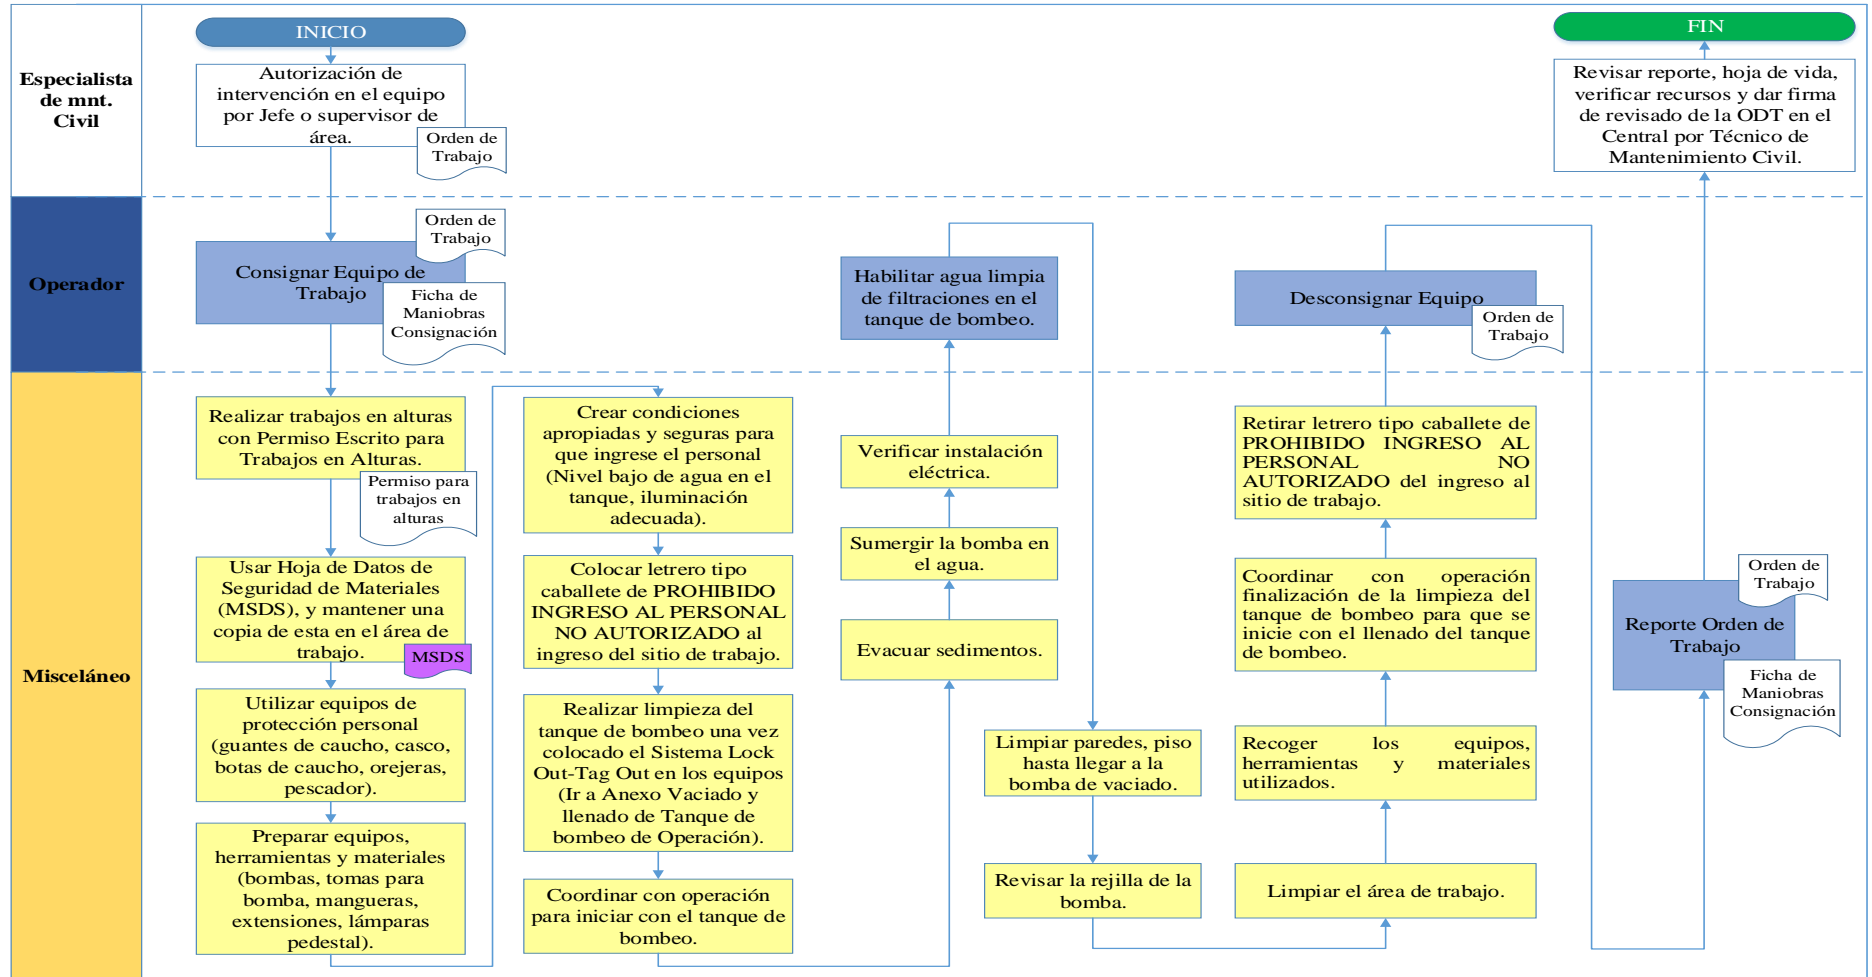 Especialista
de mnt.
Civil
INICIO
Autorización de
intervención en el equipo
por Jefe o supervisor de
área.
Orden de
Trabajo
FIN
Revisar reporte, hoja de vida,
verificar recursos y dar firma
de revisado de la ODT en el
Central por Técnico de
Mantenimiento Civil.
Operador
Consignar Equipo de
Trabajo
Orden de
Trabajo
Ficha de
Maniobras
Consignación
Habilitar agua limpia
de filtraciones en el
tanque de bombeo.
Desconsignar Equipo
Orden de
Trabajo
Misceláneo
Realizar trabajos en alturas
con Permiso Escrito para
Trabajos en Alturas.
Permiso para
trabajos en
alturas
Usar Hoja de Datos de
Seguridad de Materiales
(MSDS), y mantener una
copia de esta en el área de
trabajo.
MSDS
Utilizar equipos de
protección personal
(guantes de caucho, casco,
botas de caucho, orejeras,
pescador).
Preparar equipos,
herramientas y materiales
(bombas, tomas para
bomba, mangueras,
extensiones, lámparas
pedestal).
Crear condiciones
apropiadas y seguras para
que ingrese el personal
(Nivel bajo de agua en el
tanque, iluminación
adecuada).
Colocar letrero tipo
caballete de PROHIBIDO
INGRESO AL PERSONAL
NO AUTORIZADO al
ingreso del sitio de trabajo.
Realizar limpieza del
tanque de bombeo una vez
colocado el Sistema Lock
Out-Tag Out en los equipos
(Ir a Anexo Vaciado y
llenado de Tanque de
bombeo de Operación).
Coordinar con operación
para iniciar con el tanque de
bombeo.
Verificar instalación
eléctrica.
Sumergir la bomba en
el agua.
Evacuar sedimentos.
Limpiar paredes, piso
hasta llegar a la
bomba de vaciado.
Revisar la rejilla de la
bomba.
Retirar letrero tipo caballete de
PROHIBIDO INGRESO AL
PERSONAL NO
AUTORIZADO del ingreso al
sitio de trabajo.
Coordinar con operación
finalización de la limpieza del
tanque de bombeo para que se
inicie con el llenado del tanque
de bombeo.
Recoger los equipos,
herramientas y materiales
utilizados.
Limpiar el área de trabajo.
Reporte Orden de
Trabajo
Orden de
Trabajo
Ficha de
Maniobras
Consignación